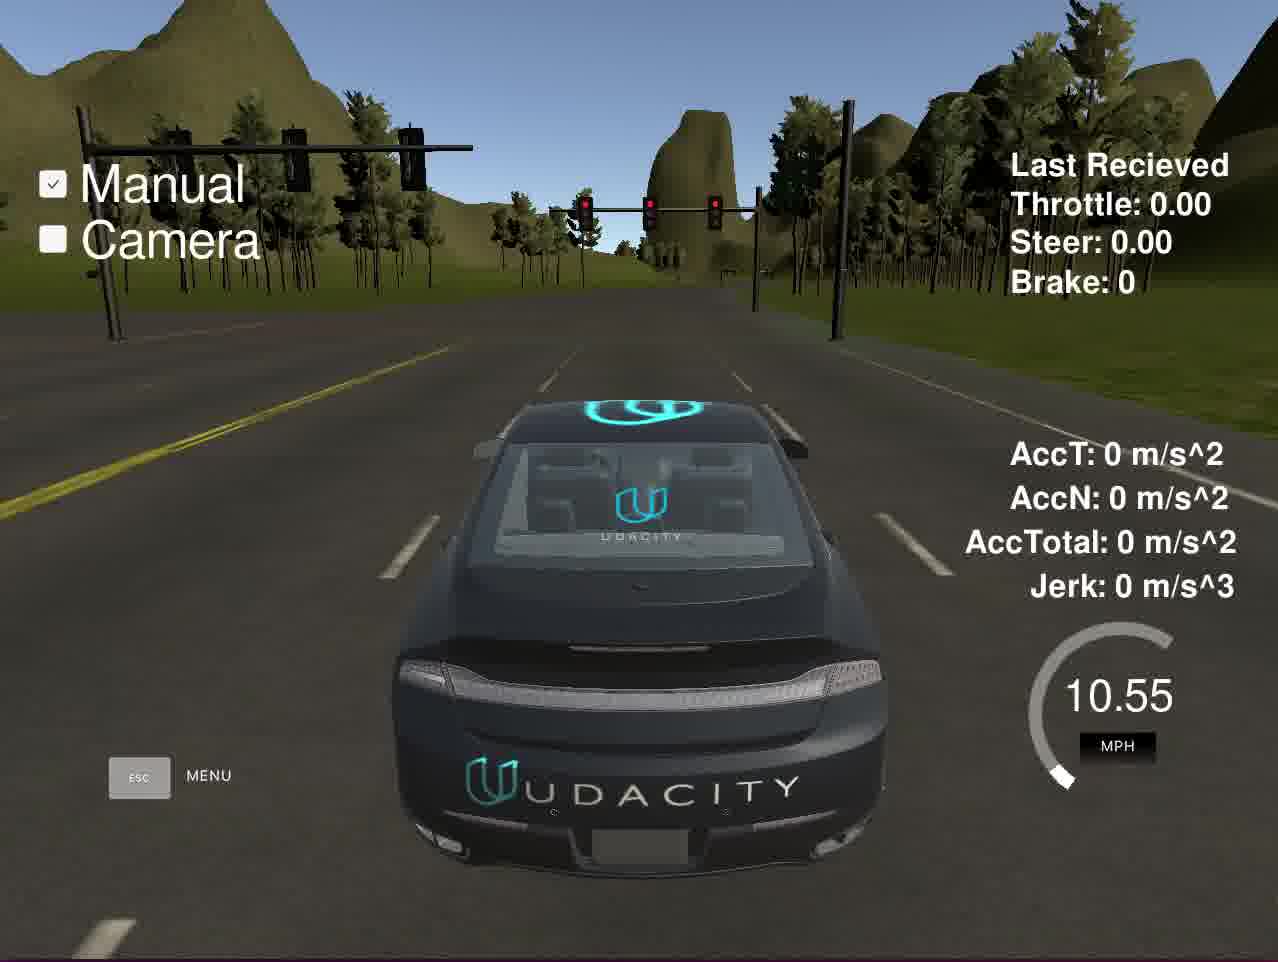 Manual
Camera
Last Recieved
Throttle: 0.00
Steer: 0.00
Brake: 0
AccT: 0 m/s^2
AccN: 0 m/s^2
AccTotal: 0 m/s^2
Jerk: 0 m/s^3
10.55
MPH
UDACITY
UDACITY
ESC MENU